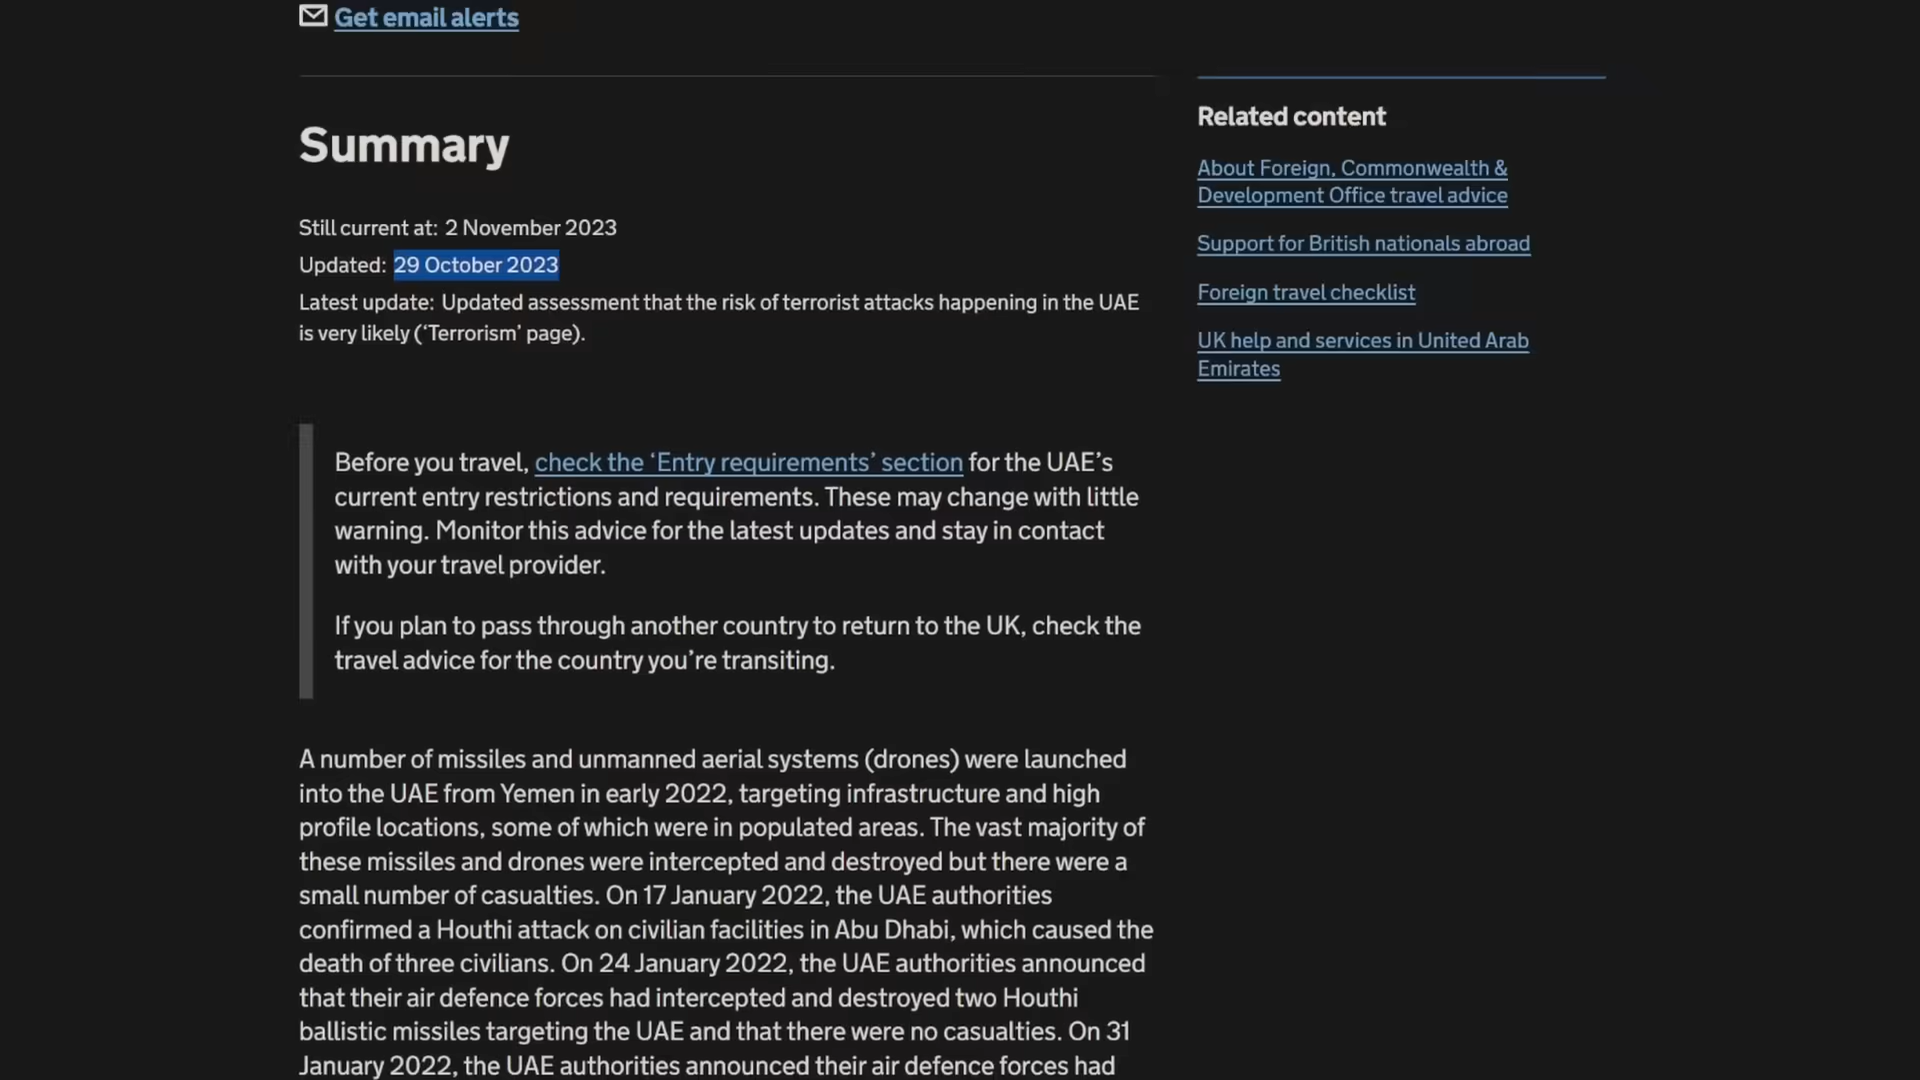 Get email alerts
Summary
Still current at: 2 November 2023
Updated: 29 October 2023
Latest update: Updated assessment that the risk of terrorist attacks happening in the UAE
is very likely (‘Terrorism’ page).
Before you travel, check the ‘Entry requirements’ section for the UAE’s
current entry restrictions and requirements. These may change with little
warning. Monitor this advice for the latest updates and stay in contact
with your travel provider.
If you plan to pass through another country to return to the UK, check the
travel advice for the country you’re transiting.
A number of missiles and unmanned aerial systems (drones) were launched
into the UAE from Yemen in early 2022, targeting infrastructure and high
profile locations, some of which were in populated areas. The vast majority of
these missiles and drones were intercepted and destroyed but there were a
small number of casualties. On 17 January 2022, the UAE authorities
confirmed a Houthi attack on civilian facilities in Abu Dhabi, which caused the
death of three civilians. On 24 January 2022, the UAE authorities announced
that their air defence forces had intercepted and destroyed two Houthi
ballistic missiles targeting the UAE and that there were no casualties. On 31
January 2022, the UAE authorities announced their air defence forces had
Related content
About Foreign, Commonwealth &
Development Office travel advice
Support for British nationals abroad
Foreign travel checklist
UK help and services in United Arab
Emirates